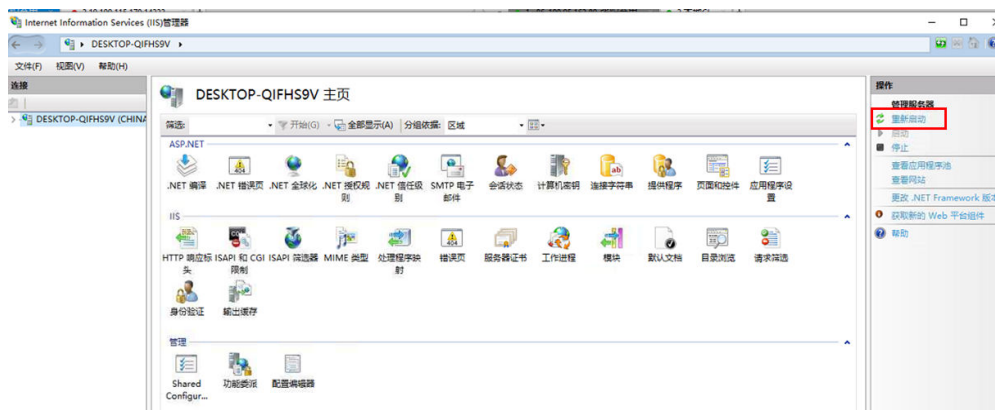 Internet Information Services (IIS)管理器
DESKTOP-QIFHS9V
文件(F) 视图(V) 帮助(H)
连接
DESKTOP-QIFHS9V (CHINA
DESKTOP-QIFHS9V 主页
筛选: 开始(G) 全部显示(A) 分组依据: 区域
ASP.NET
.NET 编译 .NET 错误页 .NET 全球化 .NET 授权规 .NET 信任级 SMTP 电子 会话状态 计算机密钥 连接字符串 提供程序 页面和控件 应用程序设
则 别 邮件 置
IIS
HTTP 响应标 ISAPI 和 CGI ISAPI 筛选器 MIME 类型 处理程序映 错误页 服务器证书 工作进程 模块 默认文档 目录浏览 请求筛选
头 限制 射
身份验证 输出缓存
管理
Shared 功能委派 配置编辑器
Configur...
操作
管理服务器
重新启动
启动
停止
查看应用程序池
查看网站
更改 .NET Framework 版本
获取新的 Web 平台组件
帮助